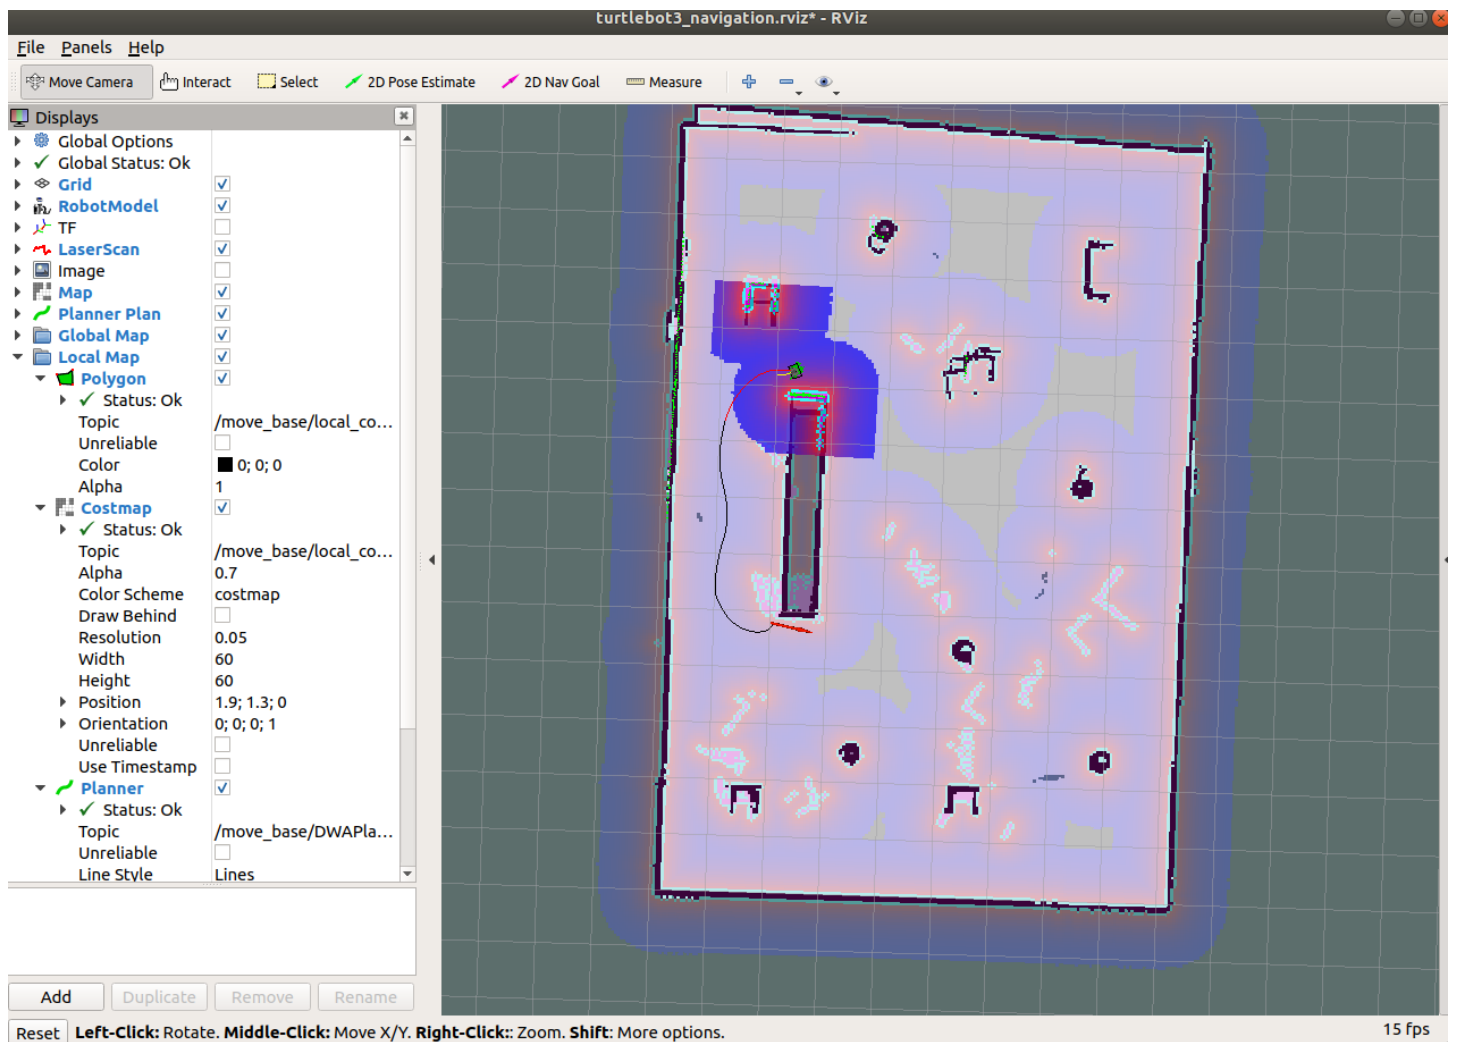 turtlebot3_navigation.rviz* - RViz
File Panels Help
Move Camera Interact Select 2D Pose Estimate 2D Nav Goal Measure
Displays
Global Options
Global Status: Ok
Grid
RobotModel
TF
LaserScan
Image
Map
Planner Plan
Global Map
Local Map
Polygon
Status: Ok
Topic /move_base/local_co...
Unreliable
Color 0; 0; 0
Alpha 1
Costmap
Status: Ok
Topic /move_base/local_co...
Alpha 0.7
Color Scheme costmap
Draw Behind
Resolution 0.05
Width 60
Height 60
Position 1.9; 1.3; 0
Orientation 0; 0; 0; 1
Unreliable
Use Timestamp
Planner
Status: Ok
Topic /move_base/DWAPla...
Unreliable
Line Style Lines
Add Duplicate Remove Rename
Reset Left-Click: Rotate. Middle-Click: Move X/Y. Right-Click:: Zoom. Shift: More options. 15 fps